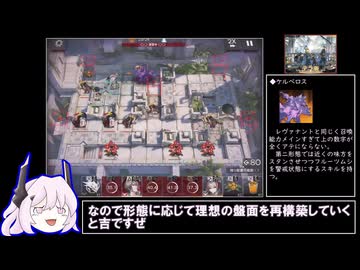 2X
80
◆ケルベロス
レヴァナントと同じく召喚
能力メインすぎて上の数字が
全くアテにならない。
第二形態では近くの味方を
スタンさせつつフルーツムシ
を警戒状態にするスキルを持
つ。
なので形態に応じて理想の盤面を再構築していく
と吉ですぜ